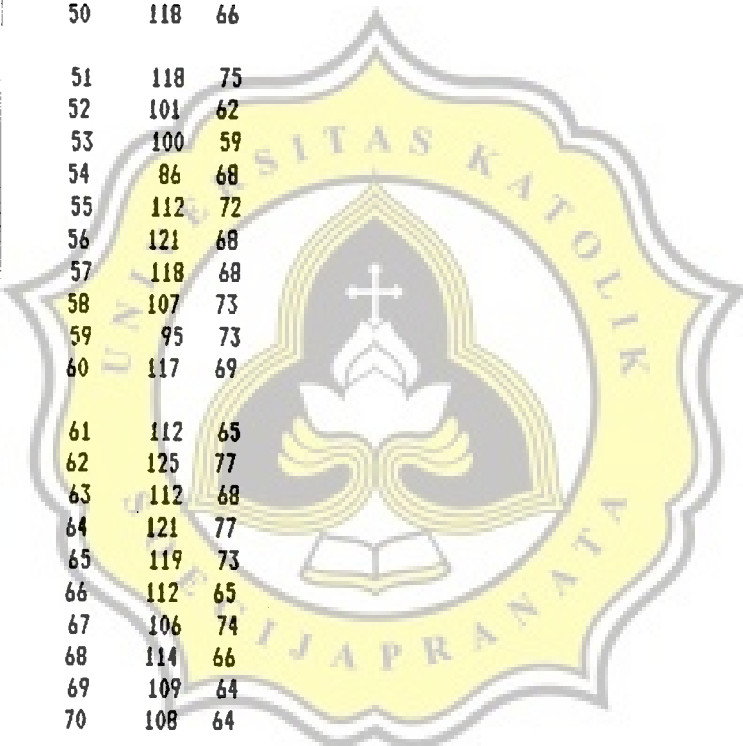 50 118 66
51 118 75
52 101 62
53 100 59
54 86 68
55 112 72
56 121 68
57 118 68
58 107 73
59 95 73
60 117 69
61 112 65
62 125 77
63 112 68
64 121 77
65 119 73
66 112 65
67 106 74
68 114 66
69 109 64
70 108 64
UNIVERSITAS KATOLIK
SOEGIJAPRANATA